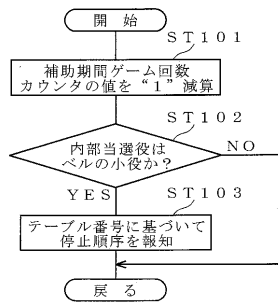 開 始
ST101
補助期間ゲーム回数
カウンタの値を“1”減算
ST102
内部当選役は
ベルの小役か？
NO
YES
ST103
テーブル番号に基づいて
停止順序を報知
戻 る